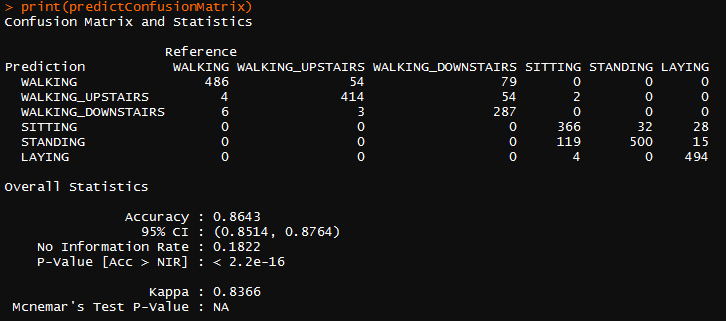 > print(predictConfusionMatrix)
Confusion Matrix and Statistics
Reference
Prediction WALKING WALKING_UPSTAIRS WALKING_DOWNSTAIRS SITTING STANDING LAYING
WALKING 486 54 79 0 0 0
WALKING_UPSTAIRS 4 414 54 2 0 0
WALKING_DOWNSTAIRS 6 3 287 0 0 0
SITTING 0 0 0 366 32 28
STANDING 0 0 0 119 500 15
LAYING 0 0 0 4 0 494
Overall Statistics
Accuracy : 0.8643
95% CI : (0.8514, 0.8764)
No Information Rate : 0.1822
P-Value [Acc > NIR] : < 2.2e-16
Kappa : 0.8366
Mcnemar's Test P-Value : NA